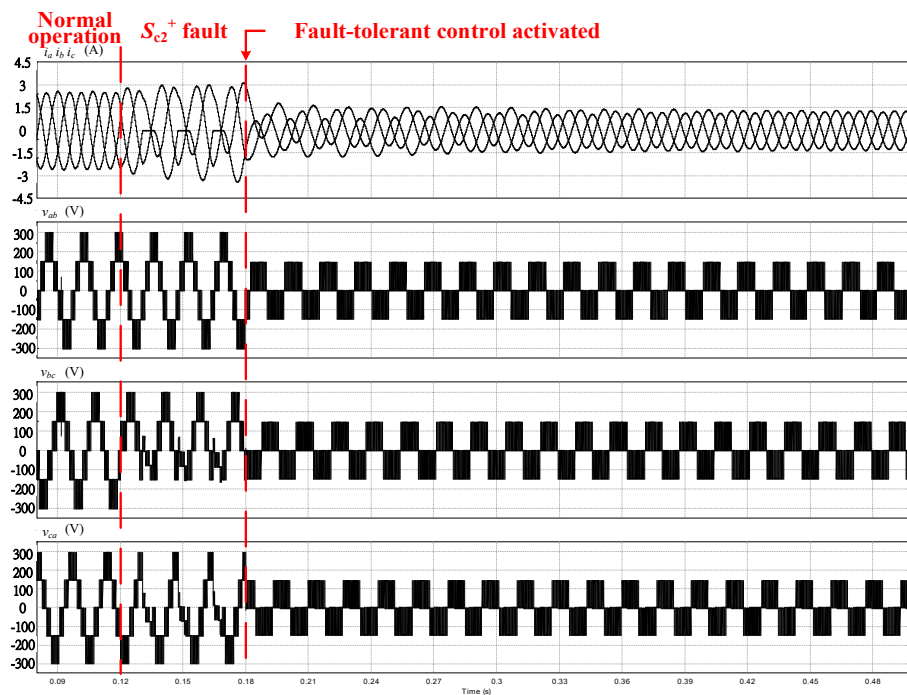 Normal
operation
Sc2+ fault
Fault-tolerant control activated
ia ib ic (A)
4.5
3
1.5
0
-1.5
-3
-4.5
vab (V)
300
200
100
0
-100
-200
-300
vbc (V)
300
200
100
0
-100
-200
-300
vca (V)
300
200
100
0
-100
-200
-300
0.09 0.12 0.15 0.18 0.21 0.24 0.27 0.3 0.33 0.36 0.39 0.42 0.45 0.48
Time (s)